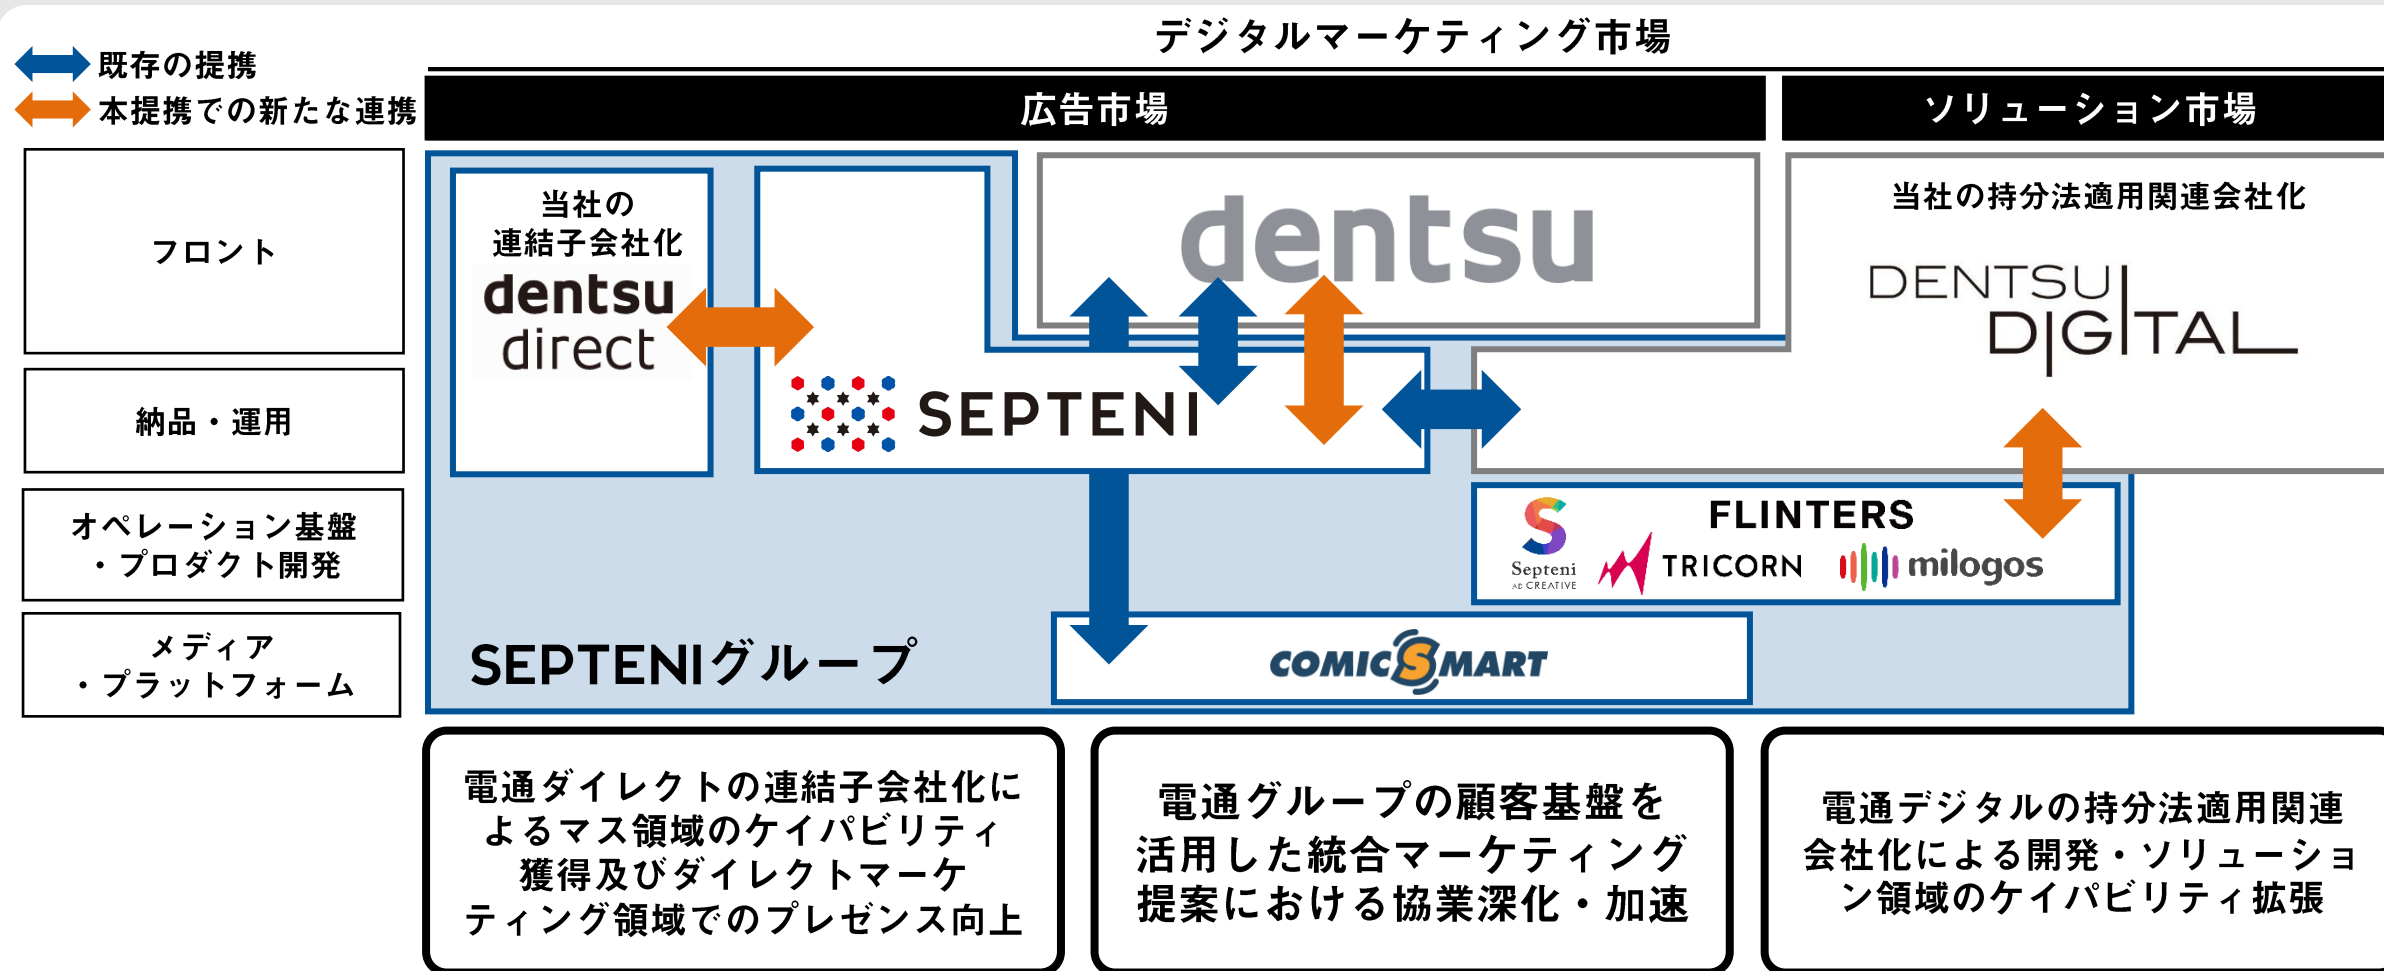 デジタルマーケティング市場
既存の提携
本提携での新たな連携
広告市場
ソリューション市場
フロント
納品・運用
オペレーション基盤
・プロダクト開発
メディア
・プラットフォーム
当社の
連結子会社化
dentsu
direct
dentsu
当社の持分法適用関連会社化
DENTSU
DIGITAL
SEPTENI
FLINTERS
Septeni
AD CREATIVE
TRICORN
milogos
SEPTENIグループ
COMICSMART
電通ダイレクトの連結子会社化に
よるマス領域のケイパビリティ
獲得及びダイレクトマーケ
ティング領域でのプレゼンス向上
電通グループの顧客基盤を
活用した統合マーケティング
提案における協業深化・加速
電通デジタルの持分法適用関連
会社化による開発・ソリューショ
ン領域のケイパビリティ拡張